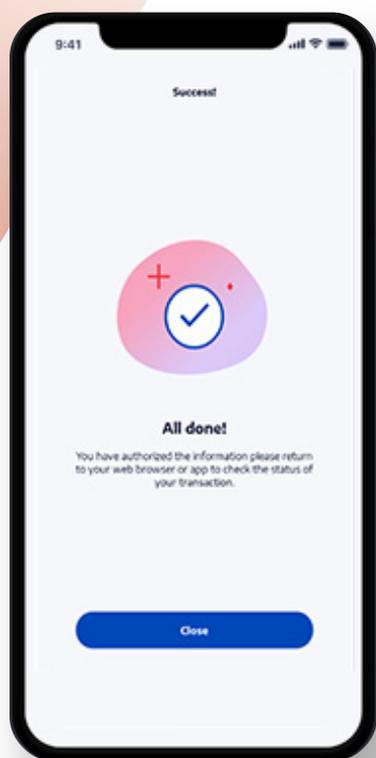 9:41
Success!
All done!
You have authorized the information please return
to your web browser or app to check the status of
your transaction.
Close